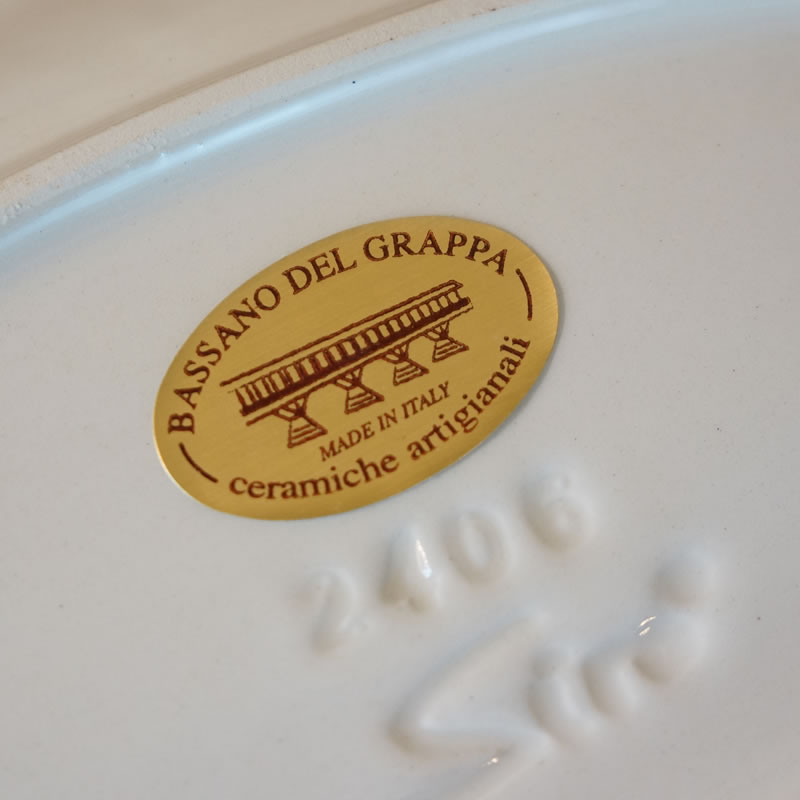 BASSANO DEL GRAPPA
MADE IN ITALY
ceramiche artigianali
2406